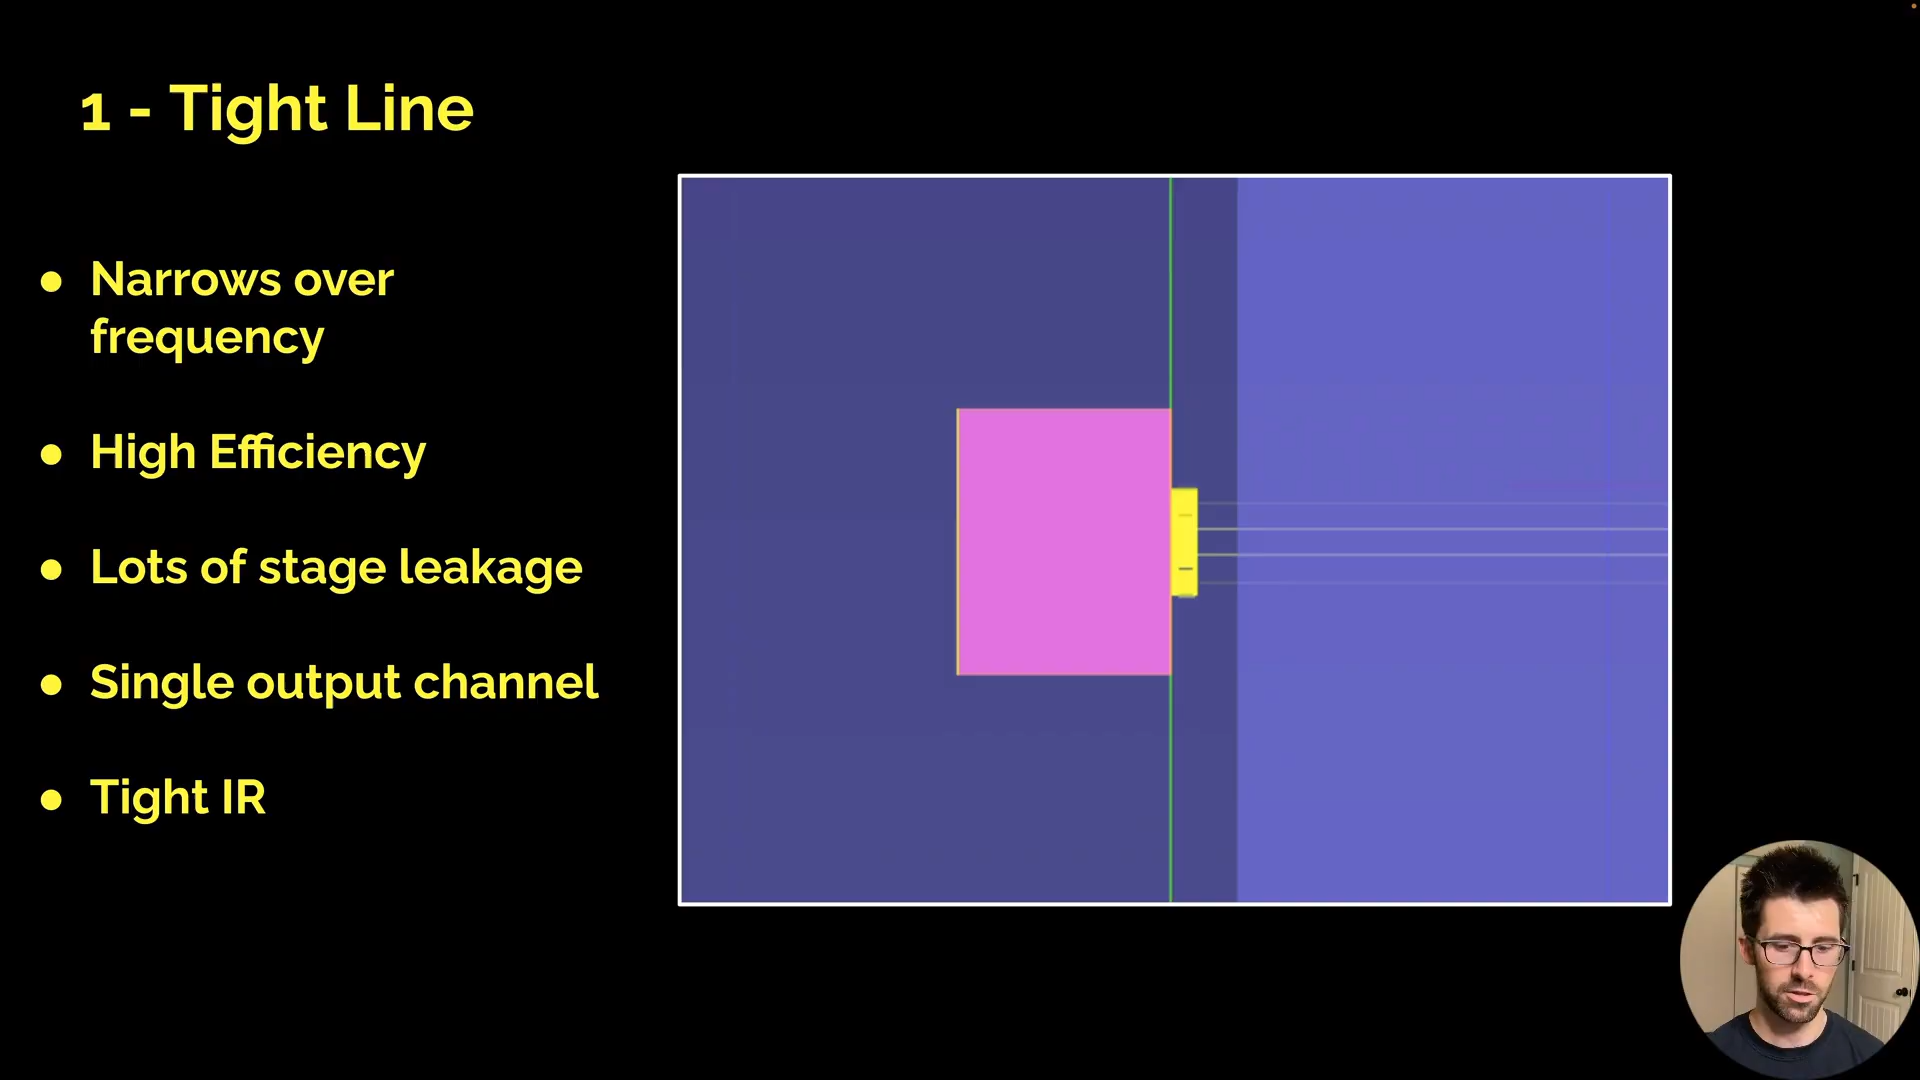 1 - Tight Line
● Narrows over
frequency
● High Efficiency
● Lots of stage leakage
● Single output channel
● Tight IR